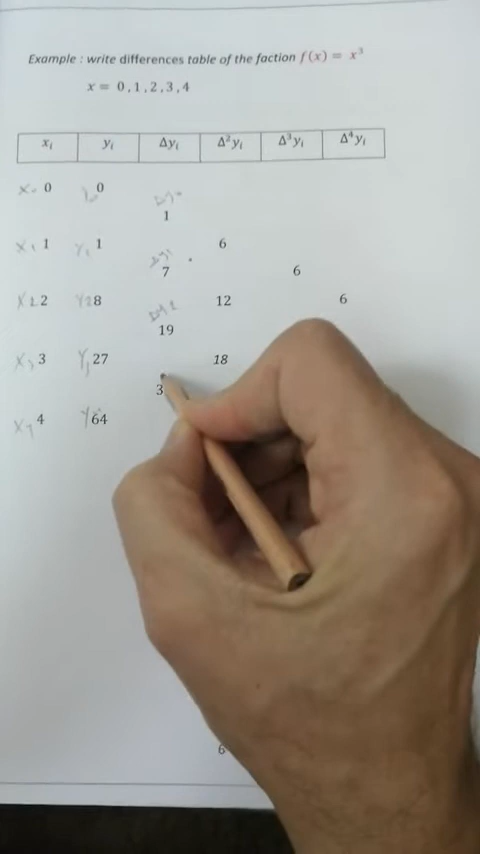 Example : write differences table of the faction f(x) = x³
x = 0,1,2,3,4
xᵢ yᵢ Δyᵢ Δ²yᵢ Δ³yᵢ Δ⁴yᵢ
0 0
1
1 1 6
7 6
2 8 12 6
19
3 27 18
3
4 64
6